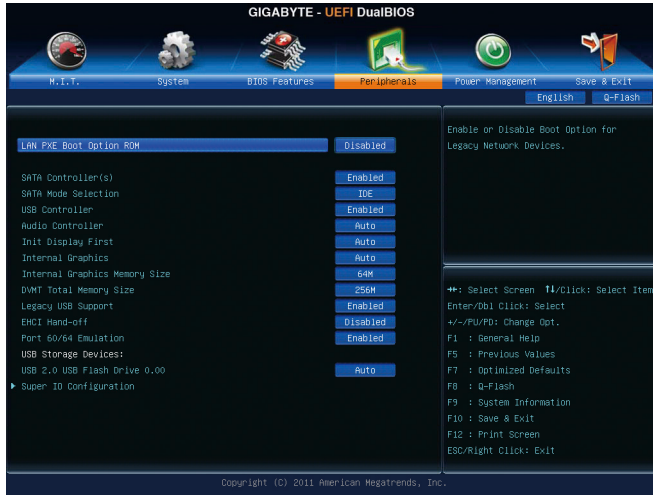 GIGABYTE - UEFI DualBIOS
M.I.T. System BIOS Features Peripherals Power Management Save & Exit
English Q-Flash
LAN PXE Boot Option ROM Disabled
SATA Controller(s) Enabled
SATA Mode Selection IDE
USB Controller Enabled
Audio Controller Auto
Init Display First Auto
Internal Graphics Auto
Internal Graphics Memory Size 64M
DVMT Total Memory Size 256M
Legacy USB Support Enabled
EHCI Hand-off Disabled
Port 60/64 Emulation Enabled
USB Storage Devices:
USB 2.0 USB Flash Drive 0.00 Auto
Super IO Configuration
Enable or Disable Boot Option for
Legacy Network Devices.
↔: Select Screen ↑↓/Click: Select Item
Enter/Dbl Click: Select
+/-/PU/PD: Change Opt.
F1 : General Help
F5 : Previous Values
F7 : Optimized Defaults
F8 : Q-Flash
F9 : System Information
F10 : Save & Exit
F12 : Print Screen
ESC/Right Click: Exit
Copyright (C) 2011 American Megatrends, Inc.